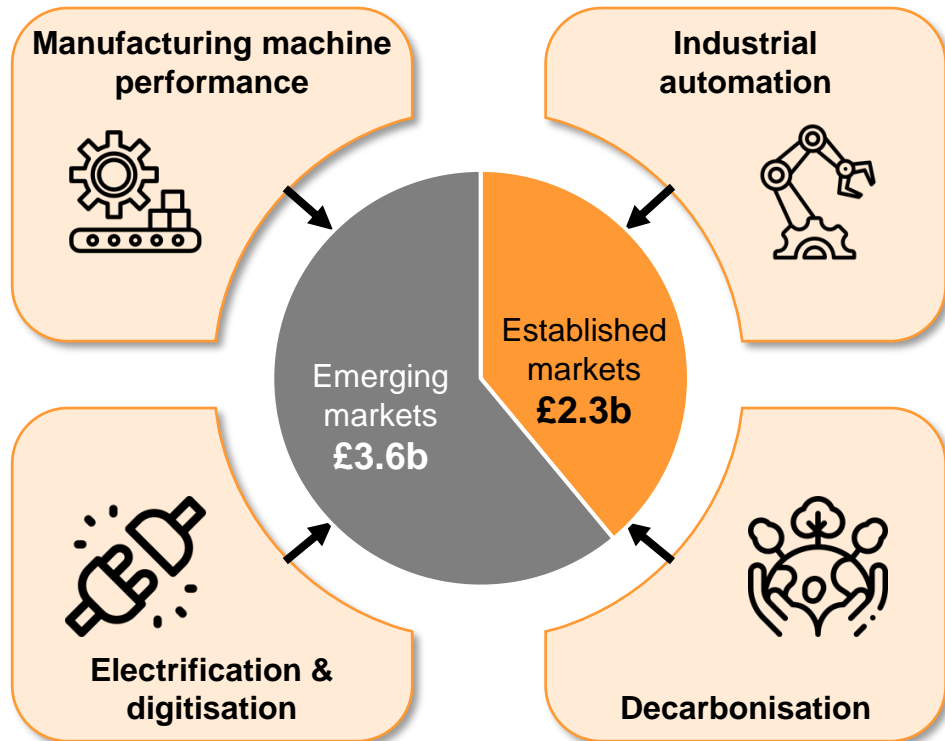 Manufacturing machine
performance
Industrial
automation
Established
markets
£2.3b
Emerging
markets
£3.6b
Electrification &
digitisation
Decarbonisation